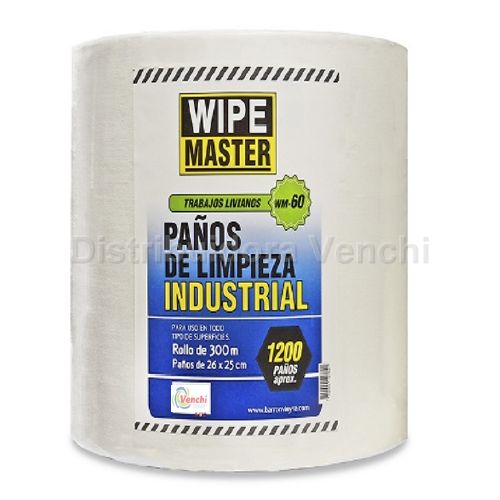 WIPE
MASTER
TRABAJOS LIVIANOS
WM-60
Distribuidora Venchi
PAÑOS
DE LIMPIEZA
INDUSTRIAL
PARA USO EN TODO
TIPO DE SUPERFICIES.
Rollo de 300 m
Paños de 26 x 25 cm
1200
PAÑOS
aprox.
Venchi